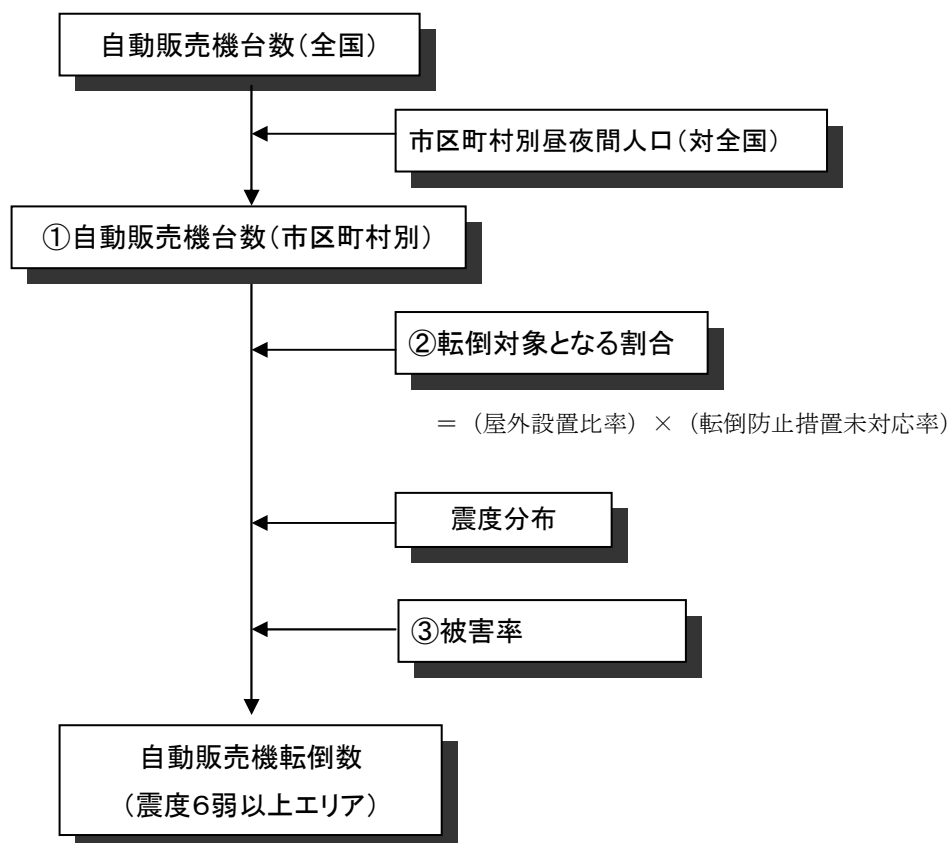 自動販売機台数(全国)
市区町村別昼夜間人口(対全国)
①自動販売機台数(市区町村別)
②転倒対象となる割合
＝(屋外設置比率)×(転倒防止措置未対応率)
震度分布
③被害率
自動販売機転倒数
(震度6弱以上エリア)